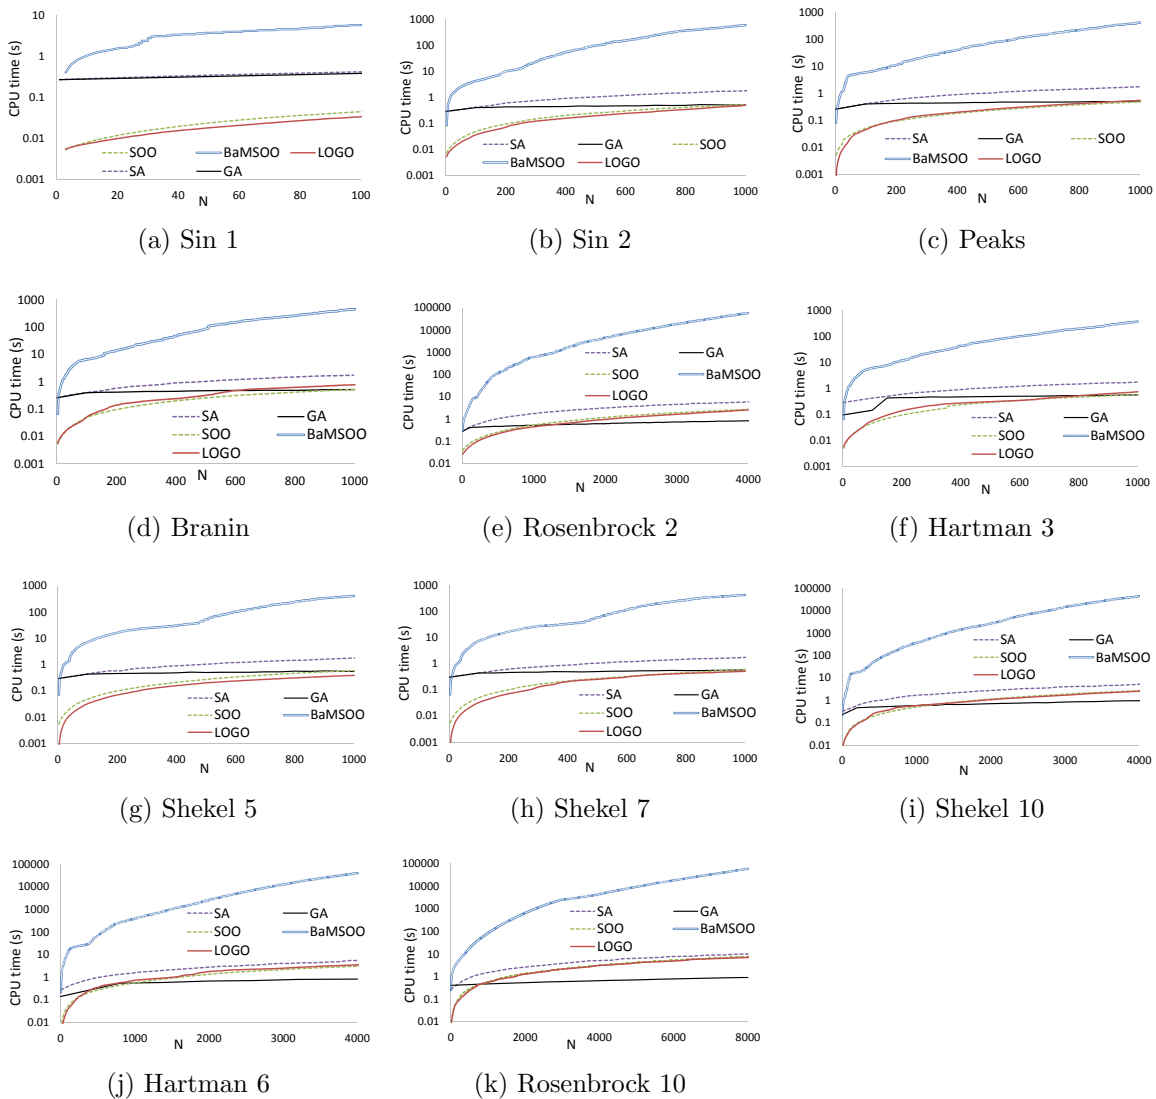 10
1
0.1
0.01
0.001
CPU time (s)
0 20 40 60 80 100
N
SOO BaMSOO LOGO
SA GA
(a) Sin 1
1000
100
10
1
0.1
0.01
0.001
CPU time (s)
0 200 400 600 800 1000
N
SA GA SOO
BaMSOO LOGO
(b) Sin 2
1000
100
10
1
0.1
0.01
0.001
CPU time (s)
0 200 400 600 800 1000
N
SA GA SOO
BaMSOO LOGO
(c) Peaks
1000
100
10
1
0.1
0.01
0.001
CPU time (s)
0 200 400 600 800 1000
N
SA GA
SOO BaMSOO
LOGO
(d) Branin
100000
10000
1000
100
10
1
0.1
0.01
CPU time (s)
0 1000 2000 3000 4000
N
SA GA
SOO BaMSOO
LOGO
(e) Rosenbrock 2
1000
100
10
1
0.1
0.01
0.001
CPU time (s)
0 200 400 600 800 1000
N
SA GA
SOO BaMSOO
LOGO
(f) Hartman 3
1000
100
10
1
0.1
0.01
0.001
CPU time (s)
0 200 400 600 800 1000
N
SA GA
SOO BaMSOO
LOGO
(g) Shekel 5
1000
100
10
1
0.1
0.01
0.001
CPU time (s)
0 200 400 600 800 1000
N
SA GA
SOO BaMSOO
LOGO
(h) Shekel 7
100000
10000
1000
100
10
1
0.1
0.01
CPU time (s)
0 1000 2000 3000 4000
N
SA GA
SOO BaMSOO
LOGO
(i) Shekel 10
100000
10000
1000
100
10
1
0.1
0.01
CPU time (s)
0 1000 2000 3000 4000
N
SA GA
SOO BaMSOO
LOGO
(j) Hartman 6
100000
10000
1000
100
10
1
0.1
0.01
CPU time (s)
0 2000 4000 6000 8000
N
SA GA
SOO BaMSOO
LOGO
(k) Rosenbrock 10